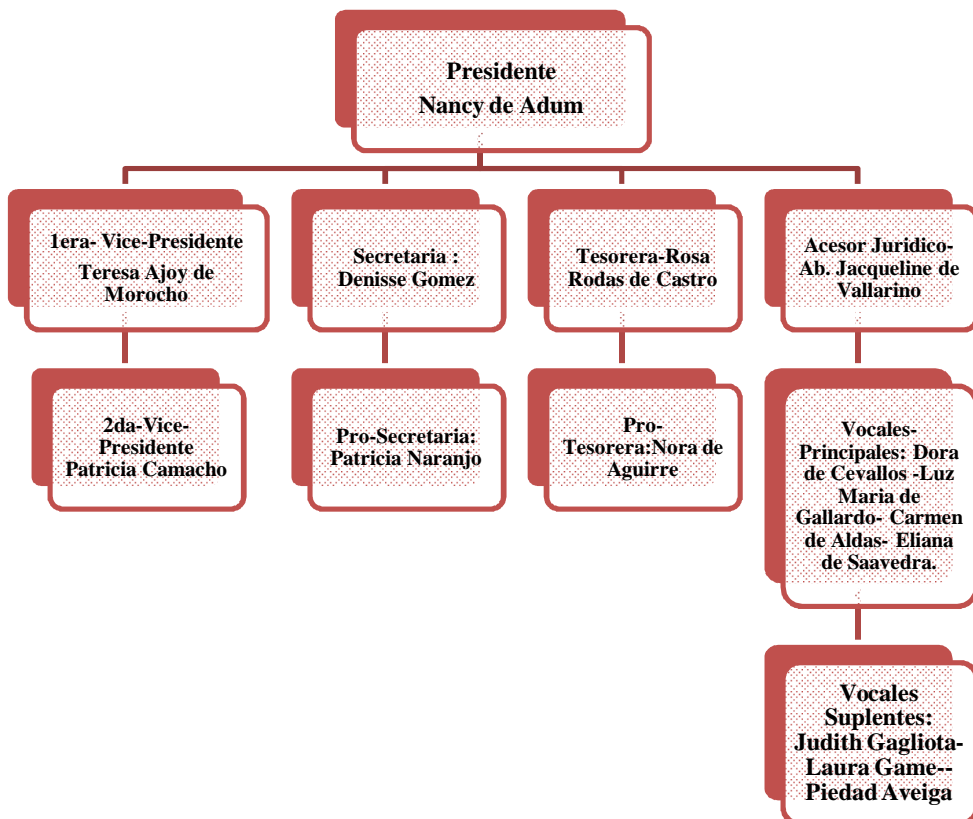 Presidente
Nancy de Adum
1era- Vice-Presidente
Teresa Ajoy de
Morocho
Secretaria :
Denisse Gomez
Tesorera-Rosa
Rodas de Castro
Acesor Juridico-
Ab. Jacqueline de
Vallarino
2da-Vice-
Presidente
Patricia Camacho
Pro-Secretaria:
Patricia Naranjo
Pro-
Tesorera:Nora de
Aguirre
Vocales-
Principales: Dora
de Cevallos -Luz
Maria de
Gallardo- Carmen
de Aldas- Eliana
de Saavedra.
Vocales
Suplentes:
Judith Gagliota-
Laura Game--
Piedad Aveiga